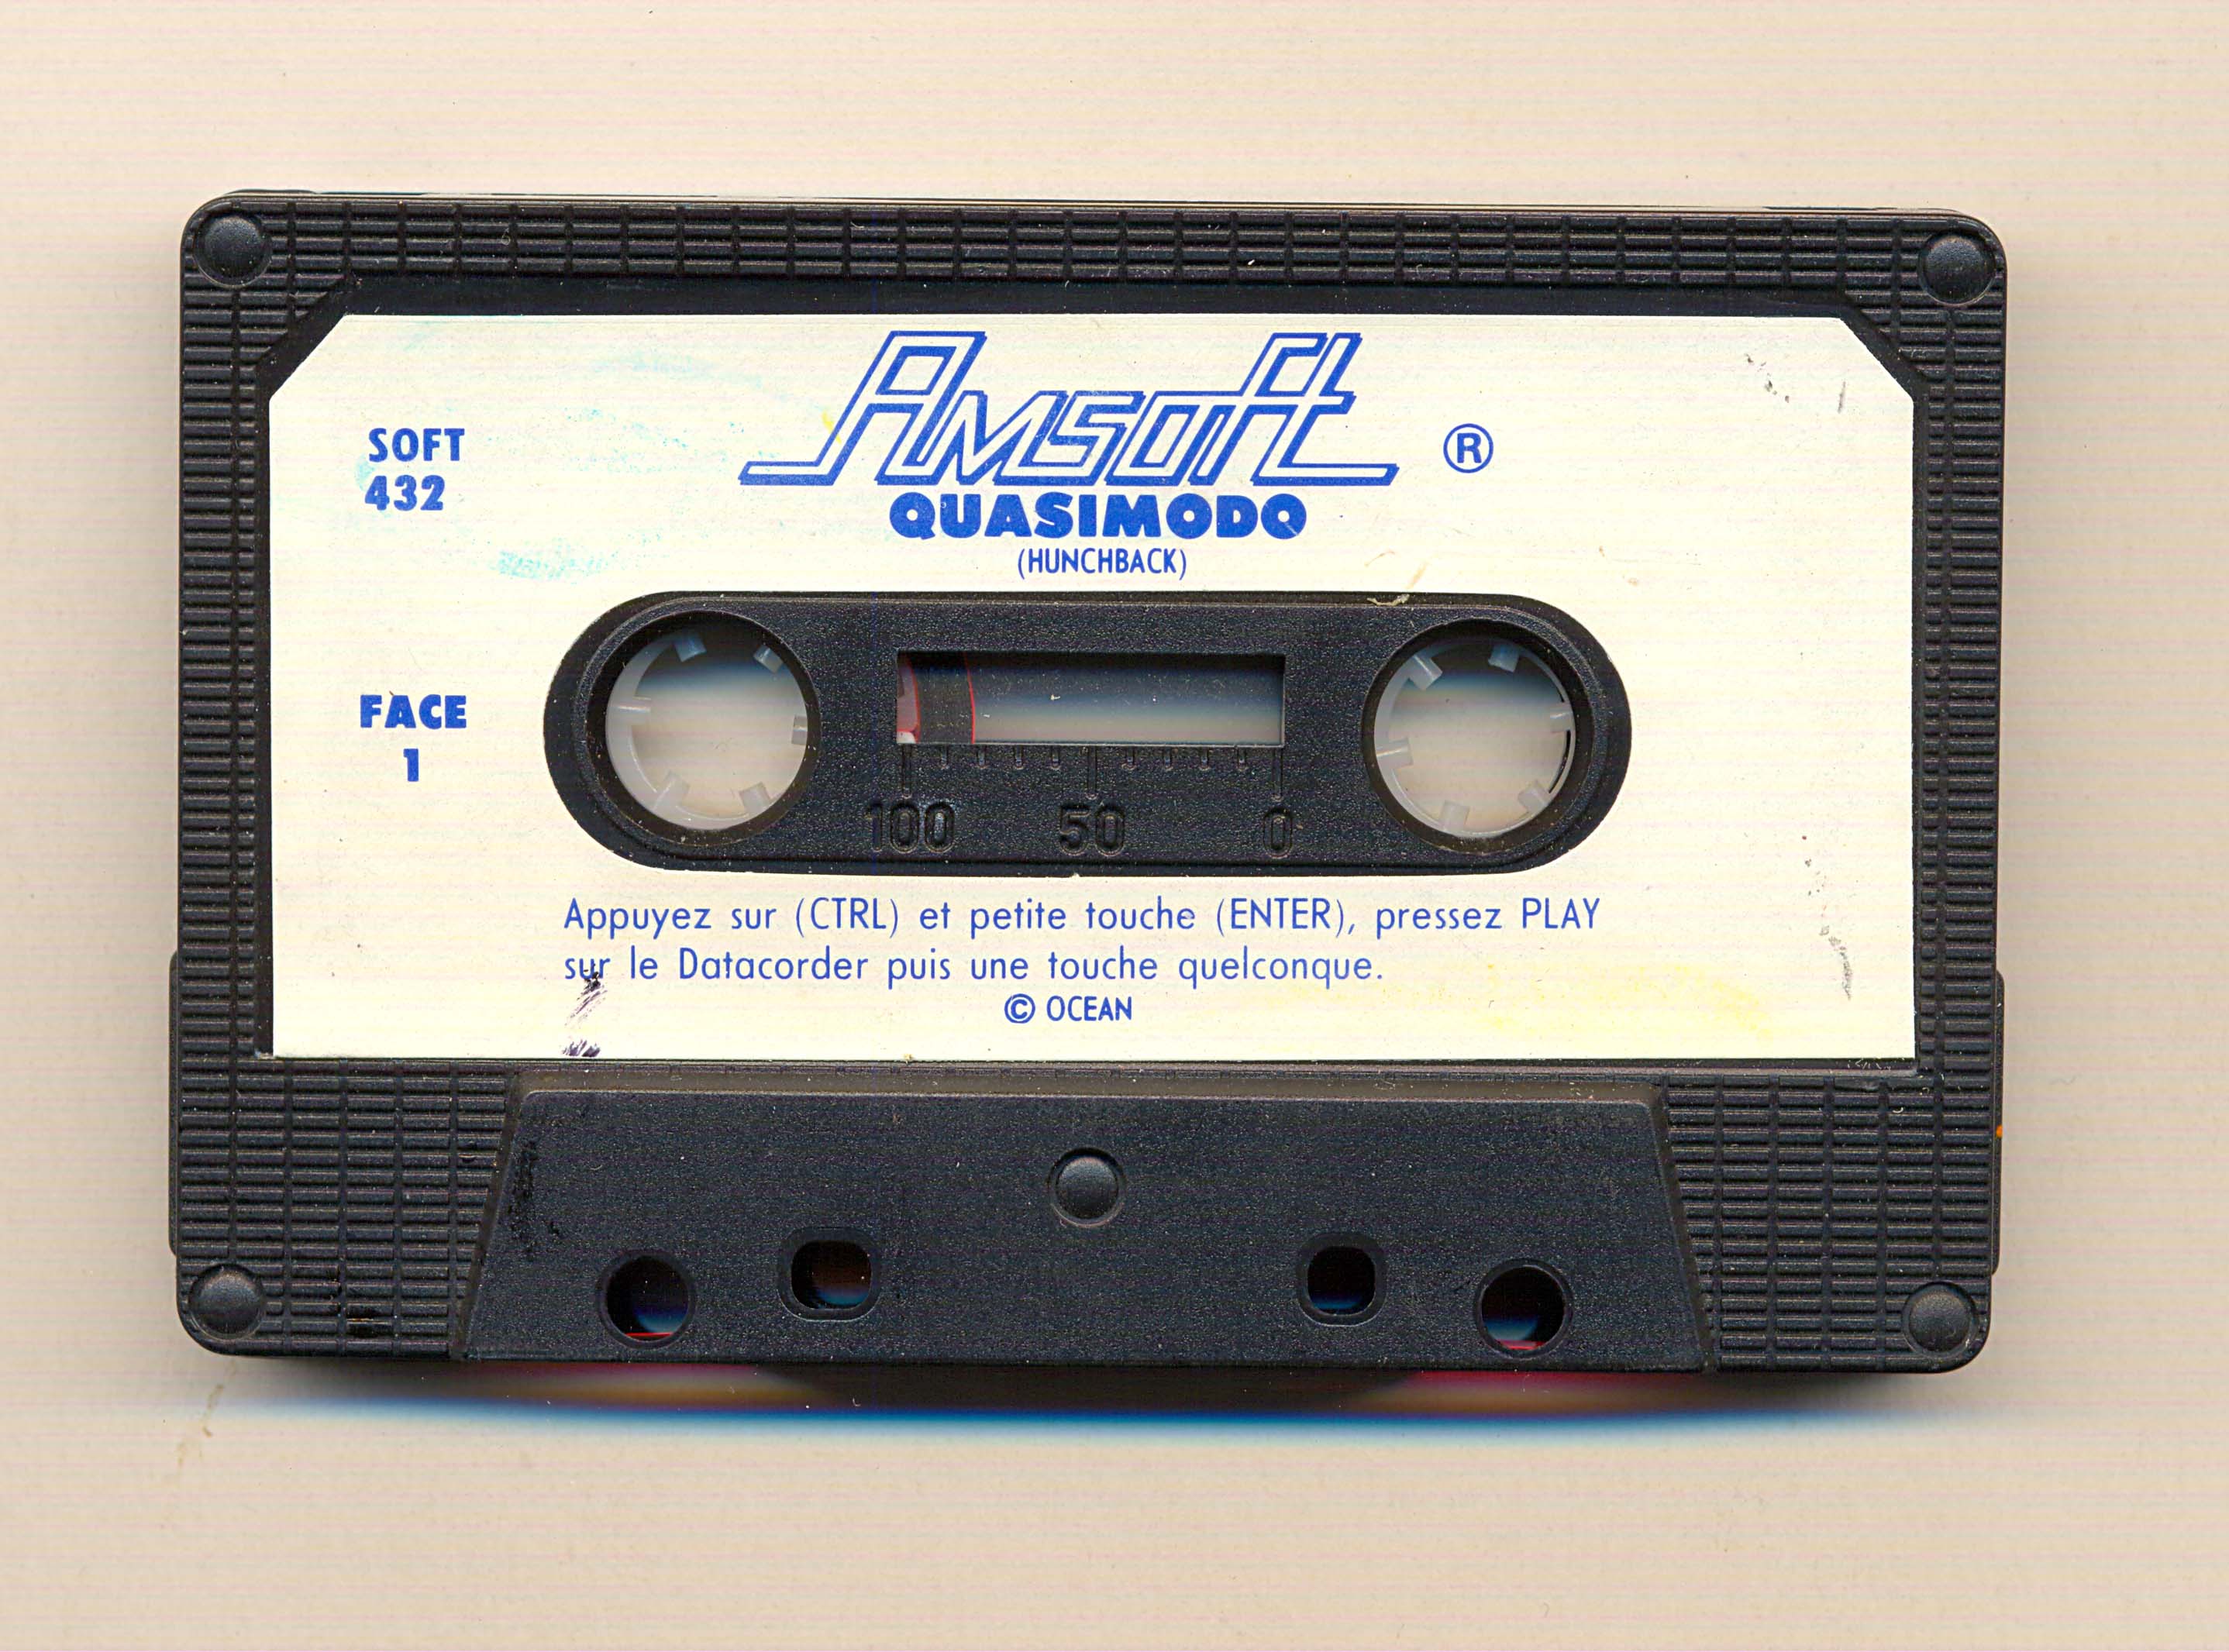 Amsoft ®
SOFT
432
QUASIMODO
(HUNCHBACK)
FACE
1
100 50 0
Appuyez sur (CTRL) et petite touche (ENTER), pressez PLAY
sur le Datacorder puis une touche quelconque.
© OCEAN